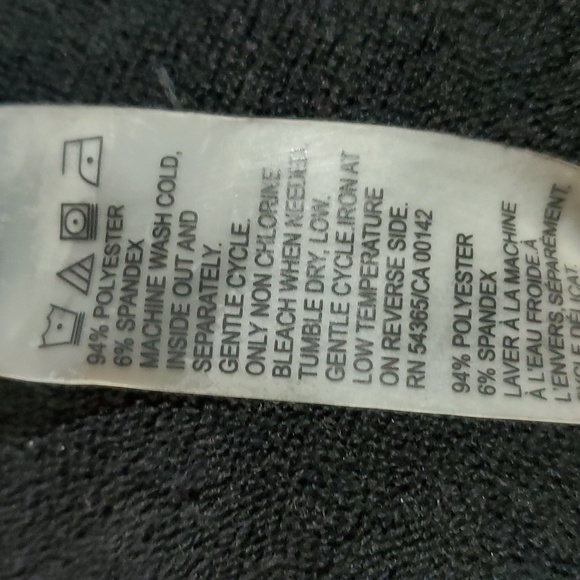 94% POLYESTER
6% SPANDEX
MACHINE WASH COLD,
INSIDE OUT AND
SEPARATELY.
GENTLE CYCLE.
ONLY NON CHLORINE
BLEACH WHEN NEEDED.
TUMBLE DRY, LOW.
GENTLE CYCLE IRON AT
LOW TEMPERATURE
ON REVERSE SIDE.
RN 54365/CA 00142
94% POLYESTER
6% SPANDEX
LAVER À LA MACHINE
À L'EAU FROIDE À
L'ENVERS, SÉPARÉMENT.
DÉLICAT